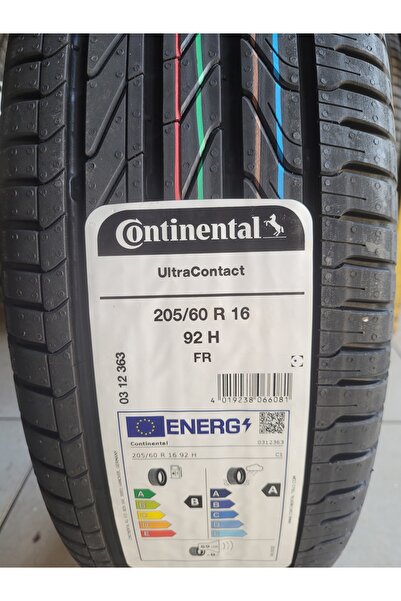 Continental
UltraContact
205/60 R 16
92 H
FR
03 12 363
4 019238 066081
ENERG
Continental 0312363
205/60 R 16 92 H C1
A A
B B B A
C C
D D
E E